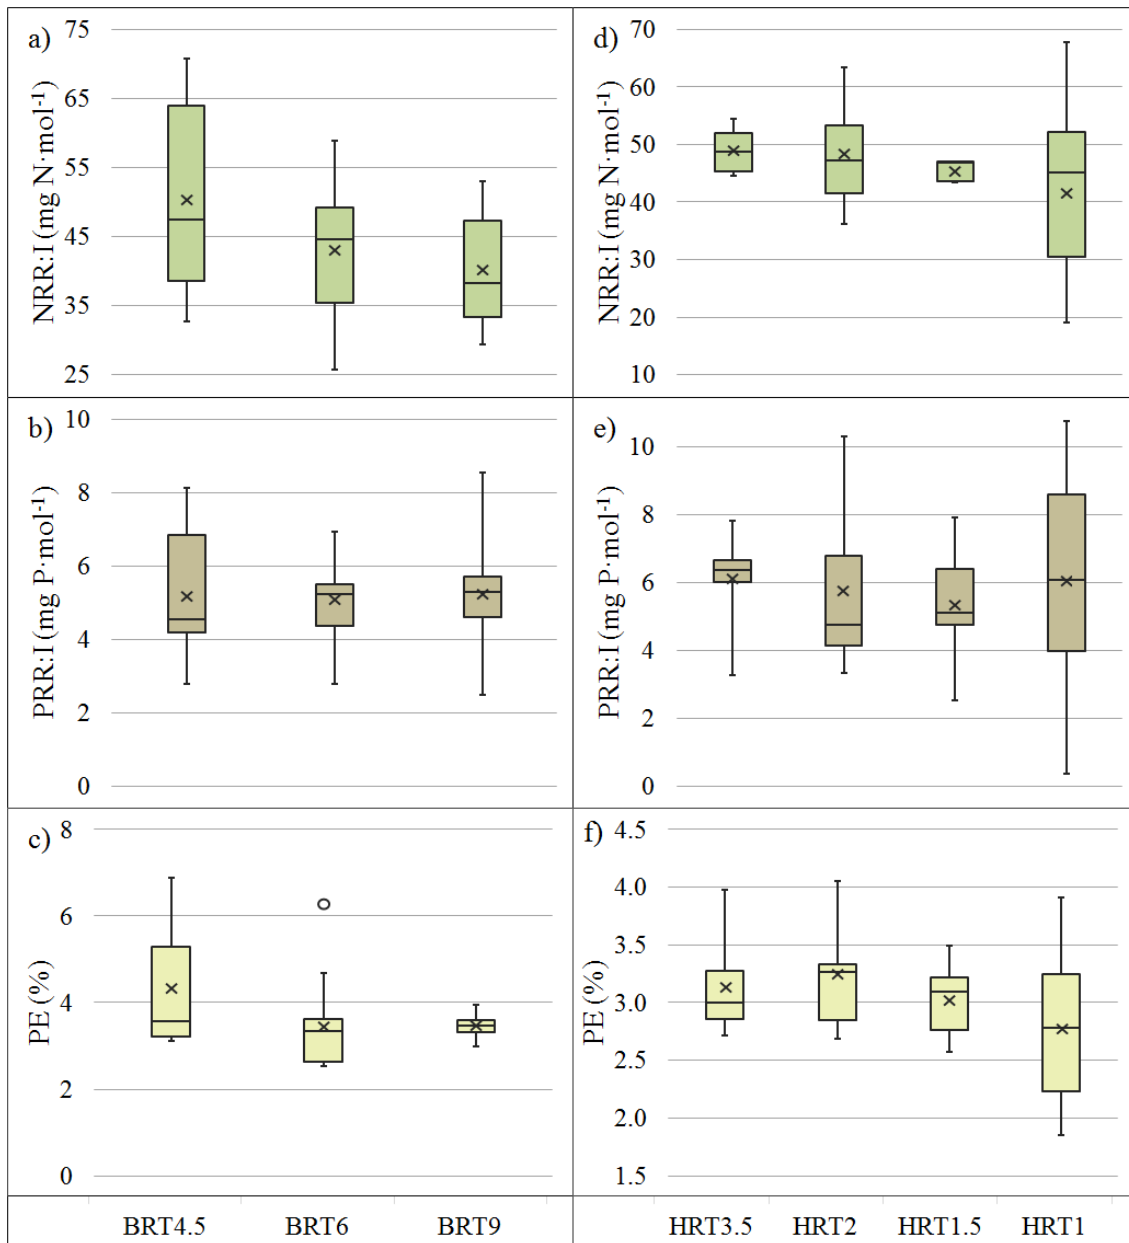 a)
NRR:I (mg N·mol⁻¹)
75
65
55
45
35
25
d)
NRR:I (mg N·mol⁻¹)
70
60
50
40
30
20
10
b)
PRR:I (mg P·mol⁻¹)
10
8
6
4
2
0
e)
PRR:I (mg P·mol⁻¹)
10
8
6
4
2
0
c)
PE (%)
8
6
4
2
0
f)
PE (%)
4.5
4.0
3.5
3.0
2.5
2.0
1.5
BRT4.5 BRT6 BRT9
HRT3.5 HRT2 HRT1.5 HRT1